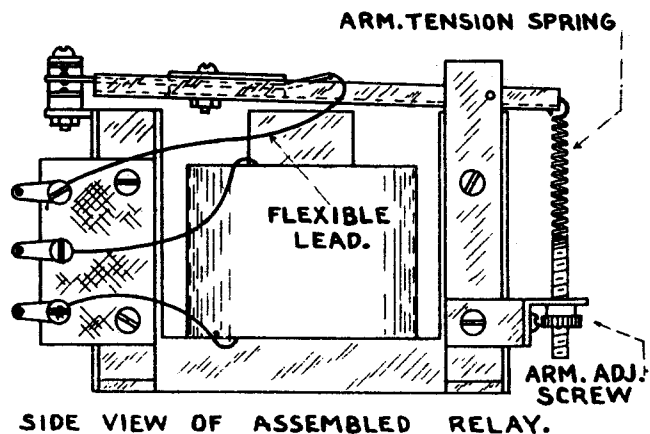 ARM. TENSION SPRING
FLEXIBLE
LEAD.
ARM. ADJ.
SCREW
SIDE VIEW OF ASSEMBLED RELAY.